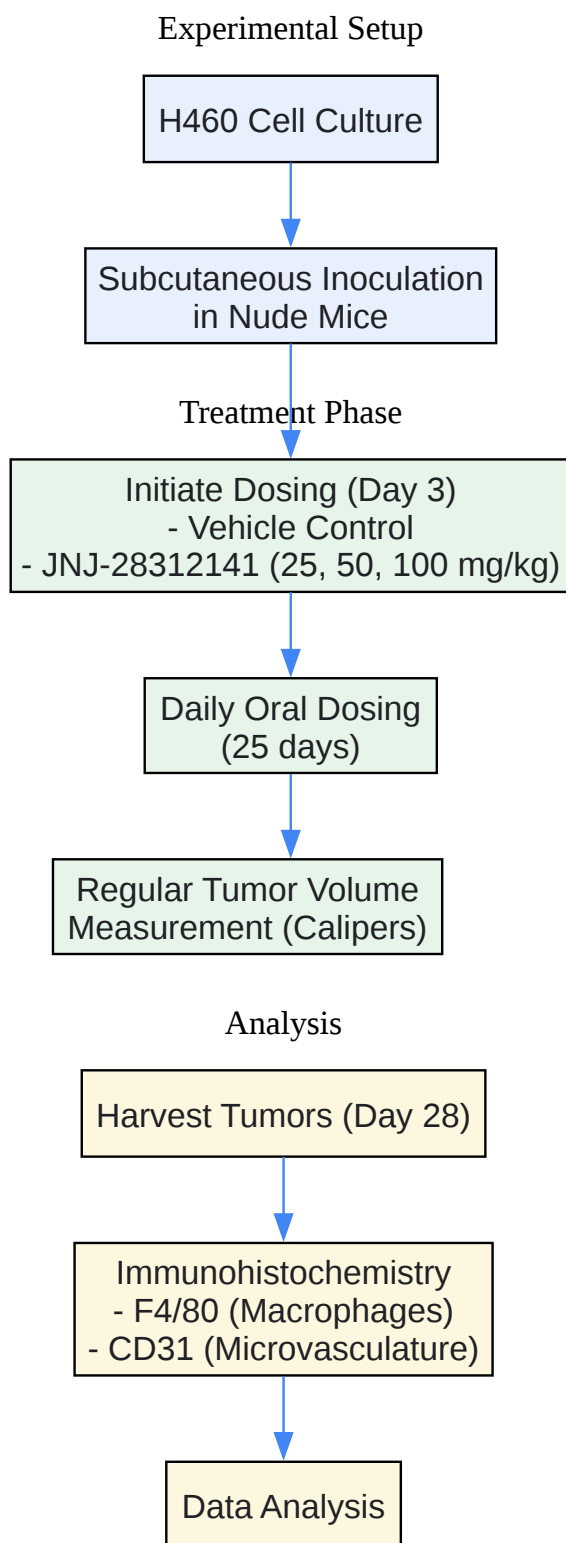 Experimental Setup
H460 Cell Culture
Subcutaneous Inoculation
in Nude Mice
Treatment Phase
Initiate Dosing (Day 3)
- Vehicle Control
- JNJ-28312141 (25, 50, 100 mg/kg)
Daily Oral Dosing
(25 days)
Regular Tumor Volume
Measurement (Calipers)
Analysis
Harvest Tumors (Day 28)
Immunohistochemistry
- F4/80 (Macrophages)
- CD31 (Microvasculature)
Data Analysis